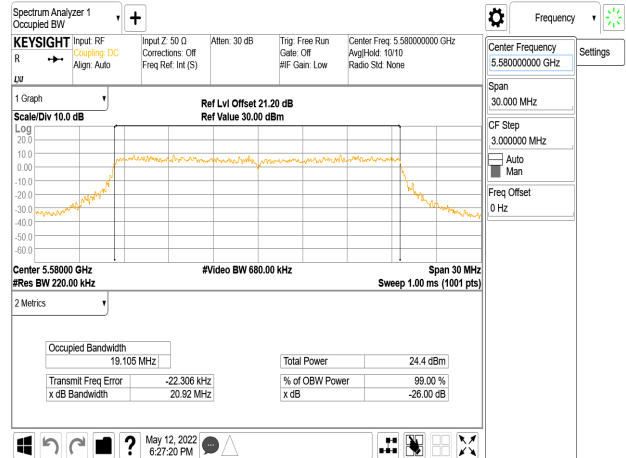 Spectrum Analyzer 1
Occupied BW
Frequency
KEYSIGHT
R
Input: RF
Coupling: DC
Align: Auto
Input Z: 50 Ω
Corrections: Off
Freq Ref: Int (S)
Atten: 30 dB
Trig: Free Run
Gate: Off
#IF Gain: Low
Center Freq: 5.580000000 GHz
Avg|Hold: 10/10
Radio Std: None
Center Frequency
5.580000000 GHz
Settings
Span
30.000 MHz
CF Step
3.000000 MHz
Auto
Man
Freq Offset
0 Hz
1 Graph
Scale/Div 10.0 dB
Ref Lvl Offset 21.20 dB
Ref Value 30.00 dBm
Log
20.0
10.0
0.00
-10.0
-20.0
-30.0
-40.0
-50.0
-60.0
Center 5.58000 GHz
#Video BW 680.00 kHz
Span 30 MHz
#Res BW 220.00 kHz
Sweep 1.00 ms (1001 pts)
2 Metrics
Occupied Bandwidth
19.105 MHz
Total Power
24.4 dBm
Transmit Freq Error
-22.306 kHz
% of OBW Power
99.00 %
x dB Bandwidth
20.92 MHz
x dB
-26.00 dB
?
May 12, 2022
6:27:20 PM